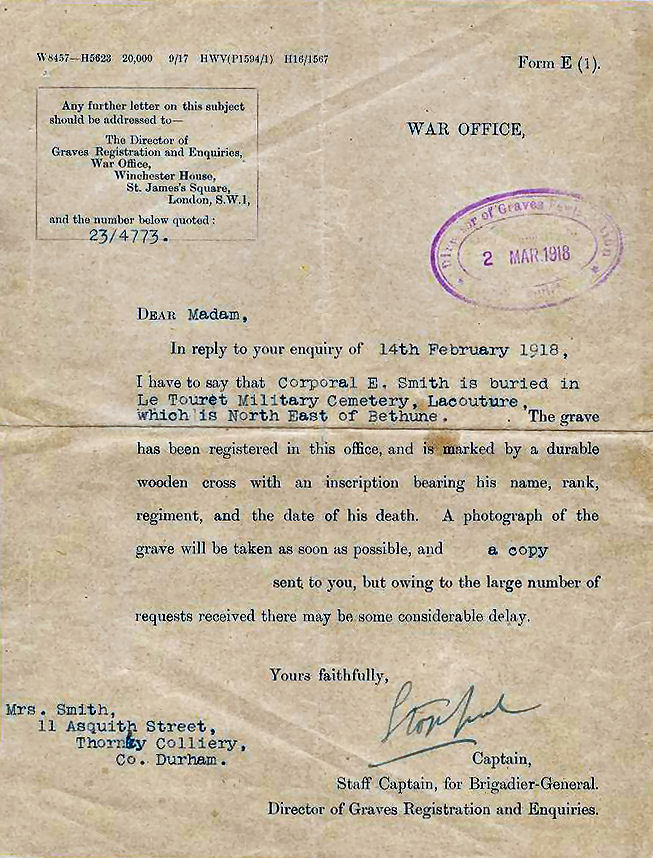 W8457—H5623 20,000 9/17 HWV(P1594/1) H16/1567
Form E (1).
Any further letter on this subject
should be addressed to—
The Director of
Graves Registration and Enquiries,
War Office,
Winchester House,
St. James's Square,
London, S.W.1,
and the number below quoted:
23/4773.
WAR OFFICE,
of Graves
2 MAR.1918
DEAR Madam,
In reply to your enquiry of 14th February 1918,
I have to say that Corporal E. Smith is buried in
Le Touret Military Cemetery, Lacouture,
which is North East of Bethune. The grave
has been registered in this office, and is marked by a durable
wooden cross with an inscription bearing his name, rank,
regiment, and the date of his death. A photograph of the
grave will be taken as soon as possible, and a copy
sent to you, but owing to the large number of
requests received there may be some considerable delay.
Yours faithfully,
Mrs. Smith,
11 Asquith Street,
Thornley Colliery,
Co. Durham.
Captain,
Staff Captain, for Brigadier-General.
Director of Graves Registration and Enquiries.